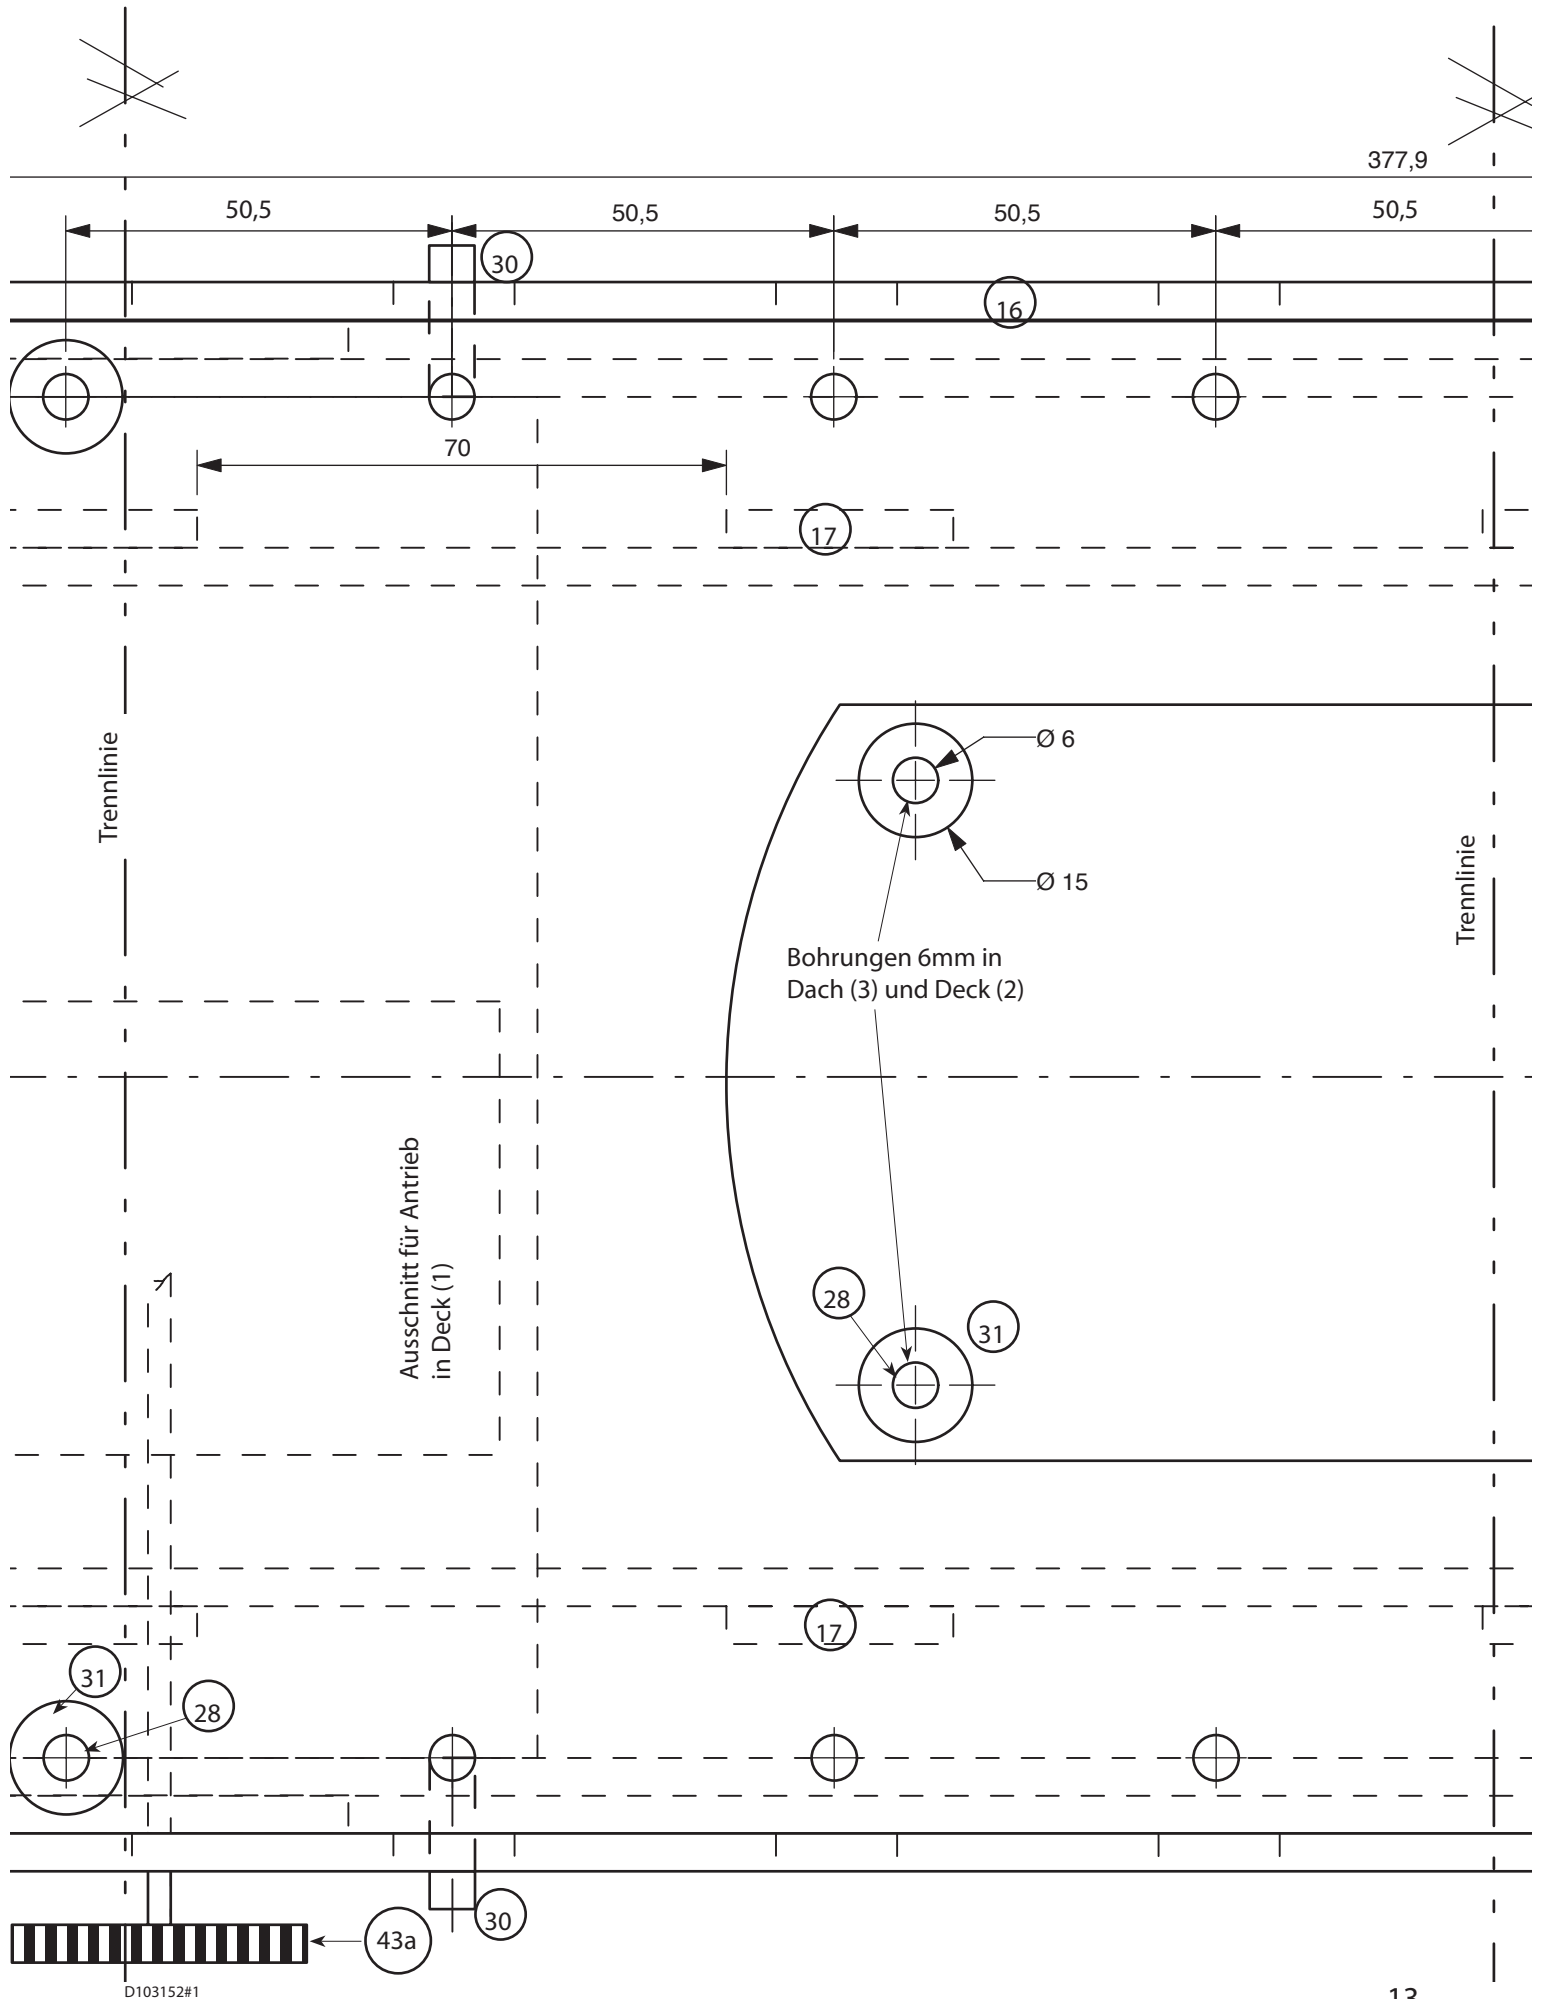 377,9
50,5
50,5
50,5
50,5
30
16
70
17
Trennlinie
Ø 6
Ø 15
Trennlinie
Bohrungen 6mm in
Dach (3) und Deck (2)
Ausschnitt für Antrieb
in Deck (1)
28
31
17
31
28
30
43a
D103152#1
13